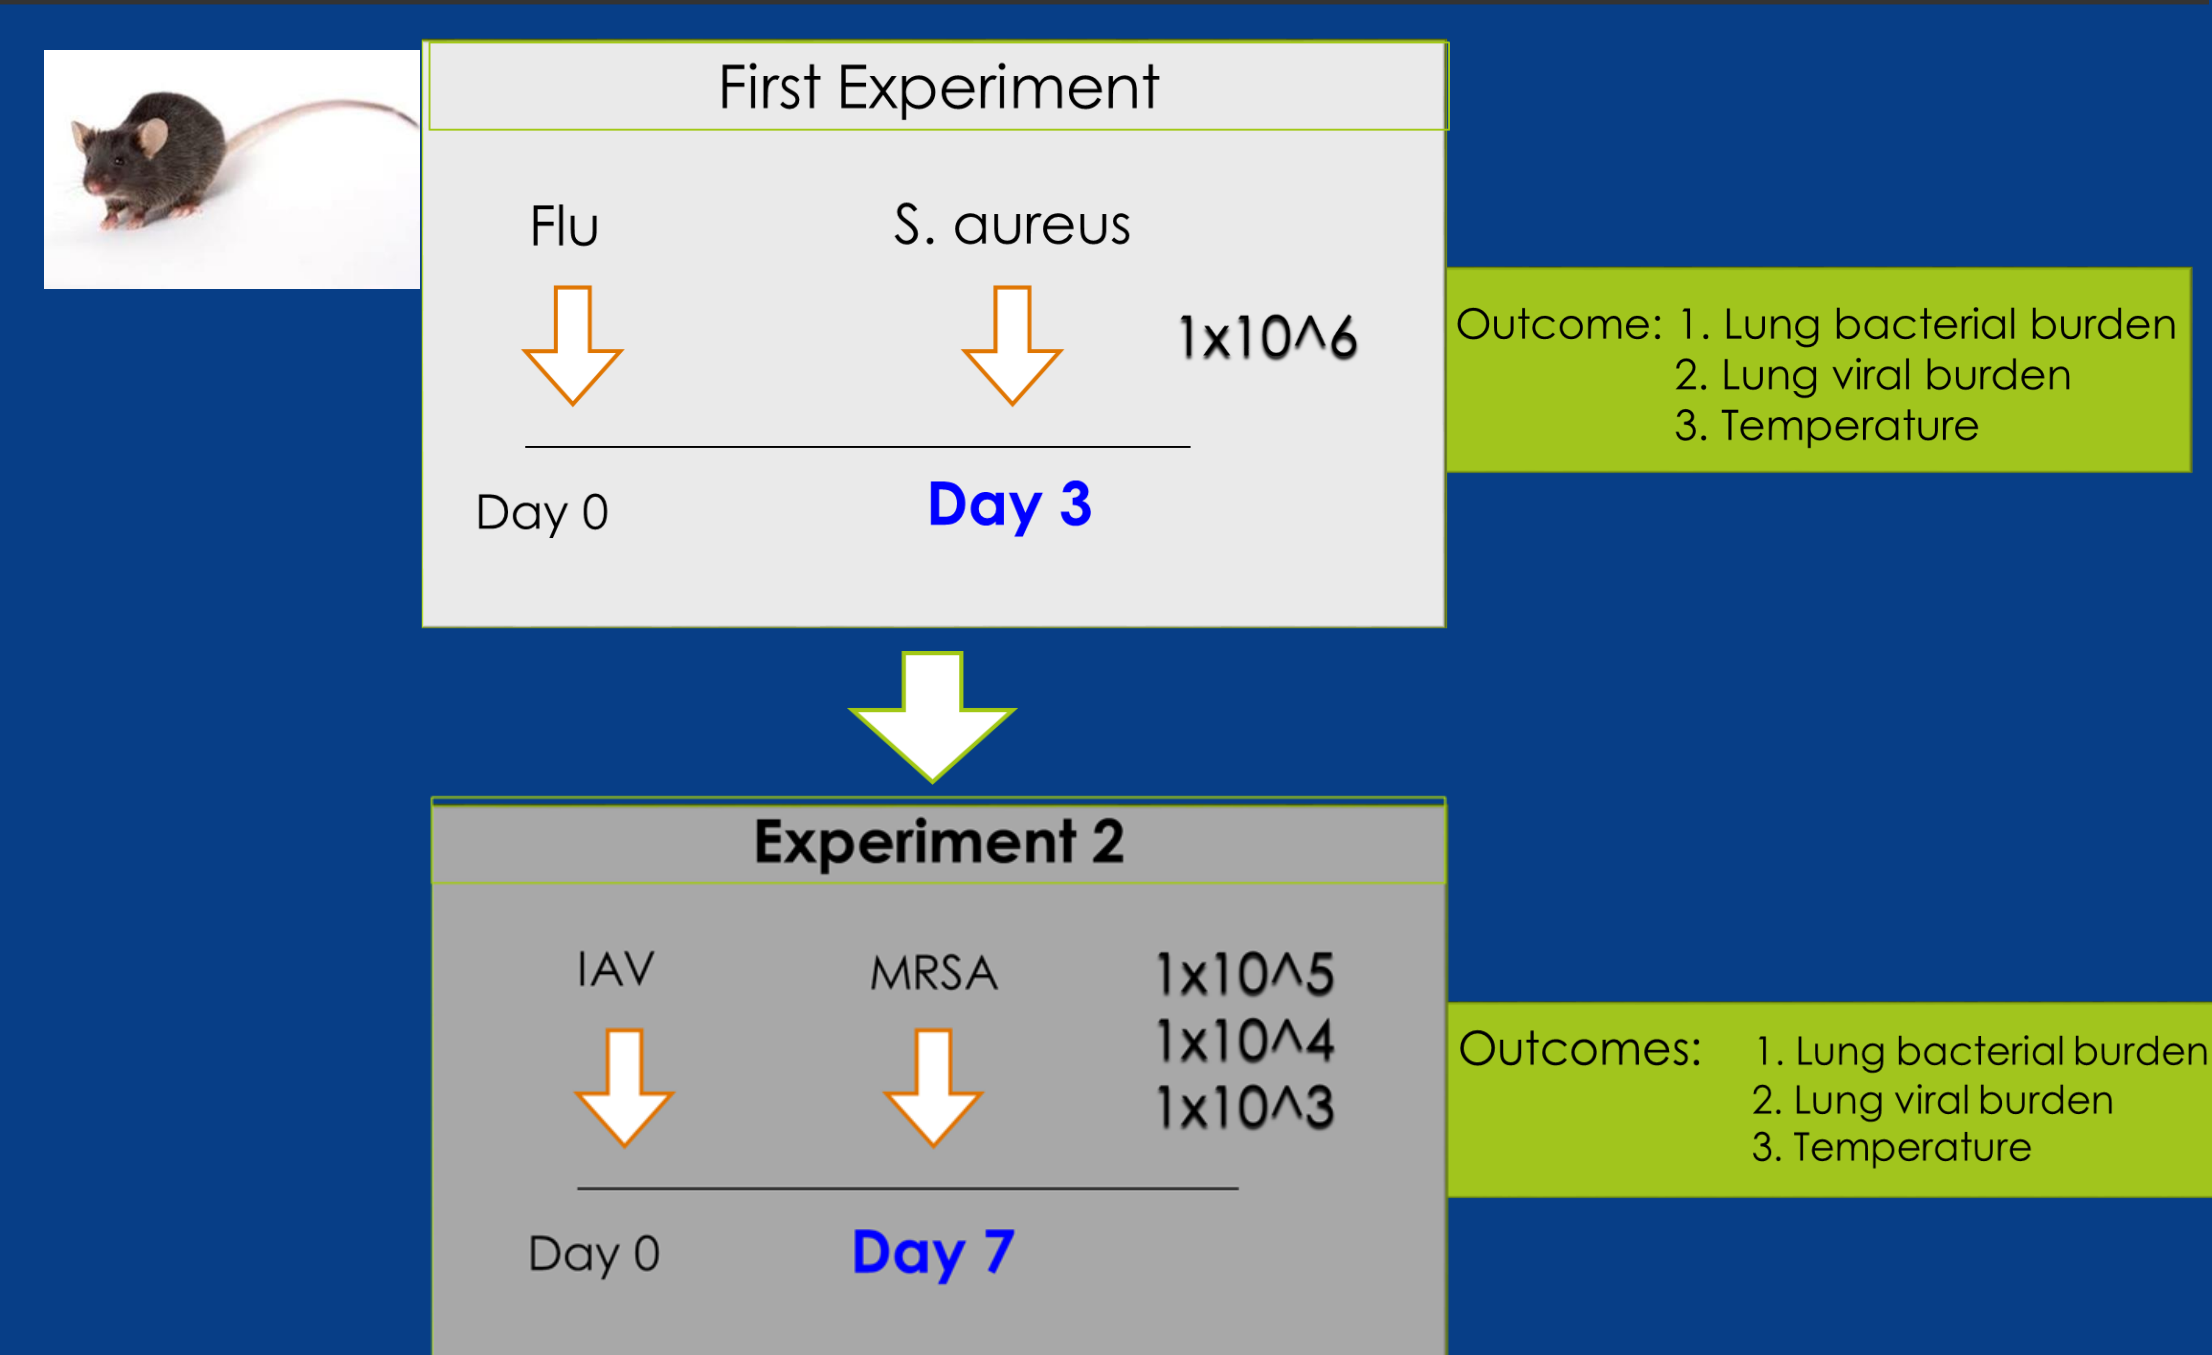 First Experiment
Flu
S. aureus
1x10^6
Day 0
Day 3
Outcome: 1. Lung bacterial burden
2. Lung viral burden
3. Temperature
Experiment 2
IAV
MRSA
1x10^5
1x10^4
1x10^3
Day 0
Day 7
Outcomes: 1. Lung bacterial burden
2. Lung viral burden
3. Temperature